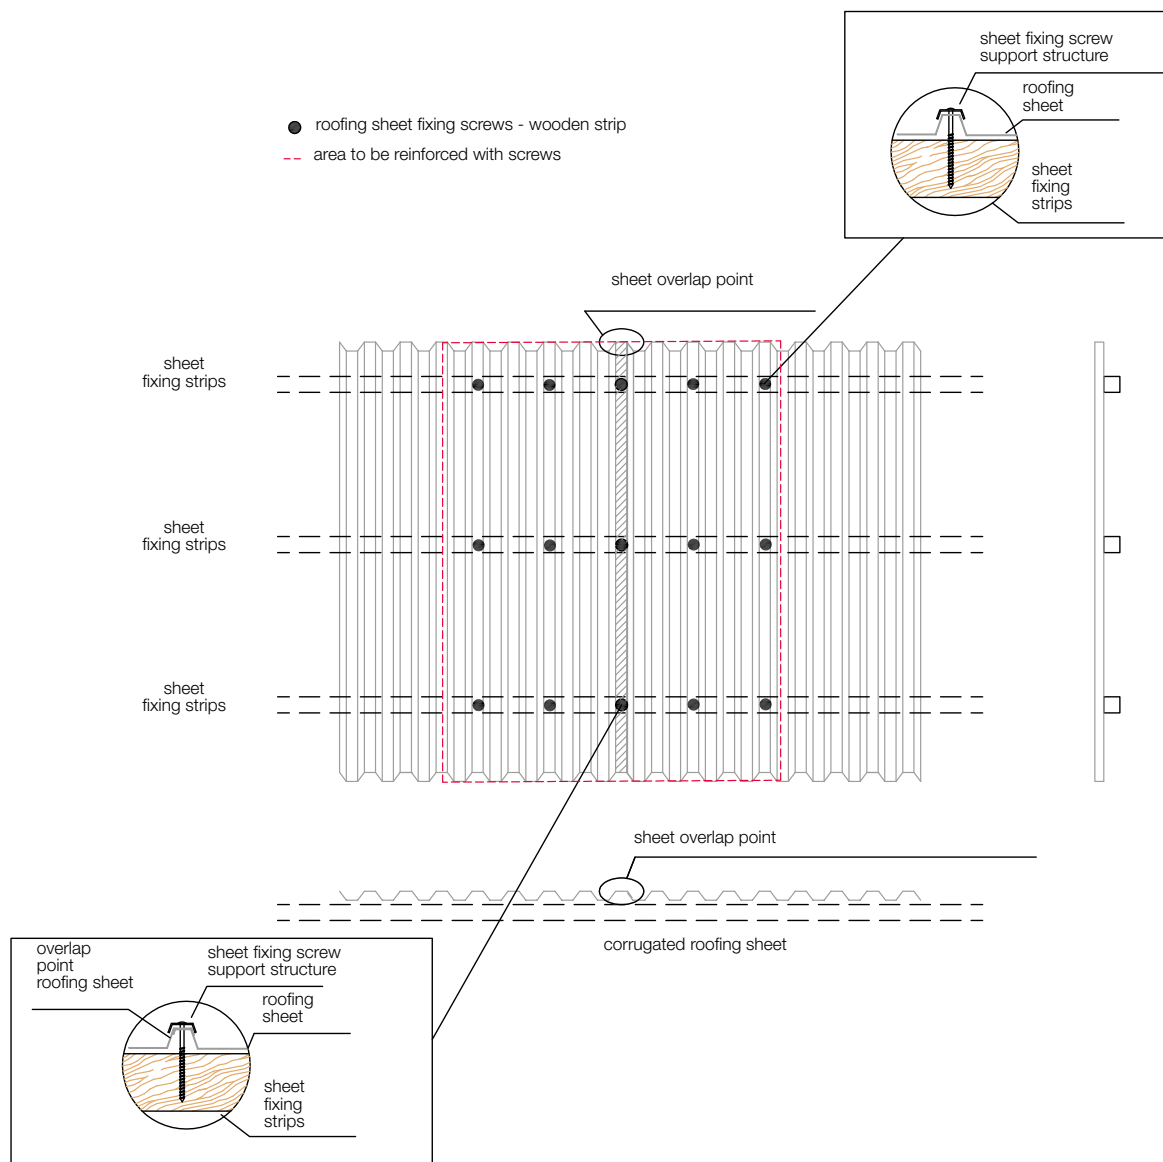 sheet fixing screw
support structure
roofing
sheet
sheet
fixing
strips
roofing sheet fixing screws - wooden strip
area to be reinforced with screws
sheet overlap point
sheet
fixing strips
sheet
fixing strips
sheet
fixing strips
sheet overlap point
corrugated roofing sheet
overlap
point
roofing sheet
sheet fixing screw
support structure
roofing
sheet
sheet
fixing
strips